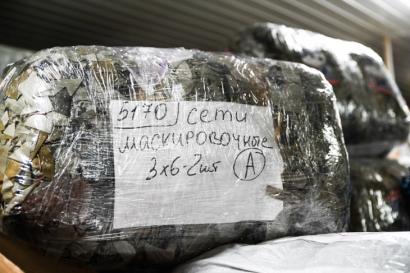 5170) сети
маскировочные
3х6-2шт А